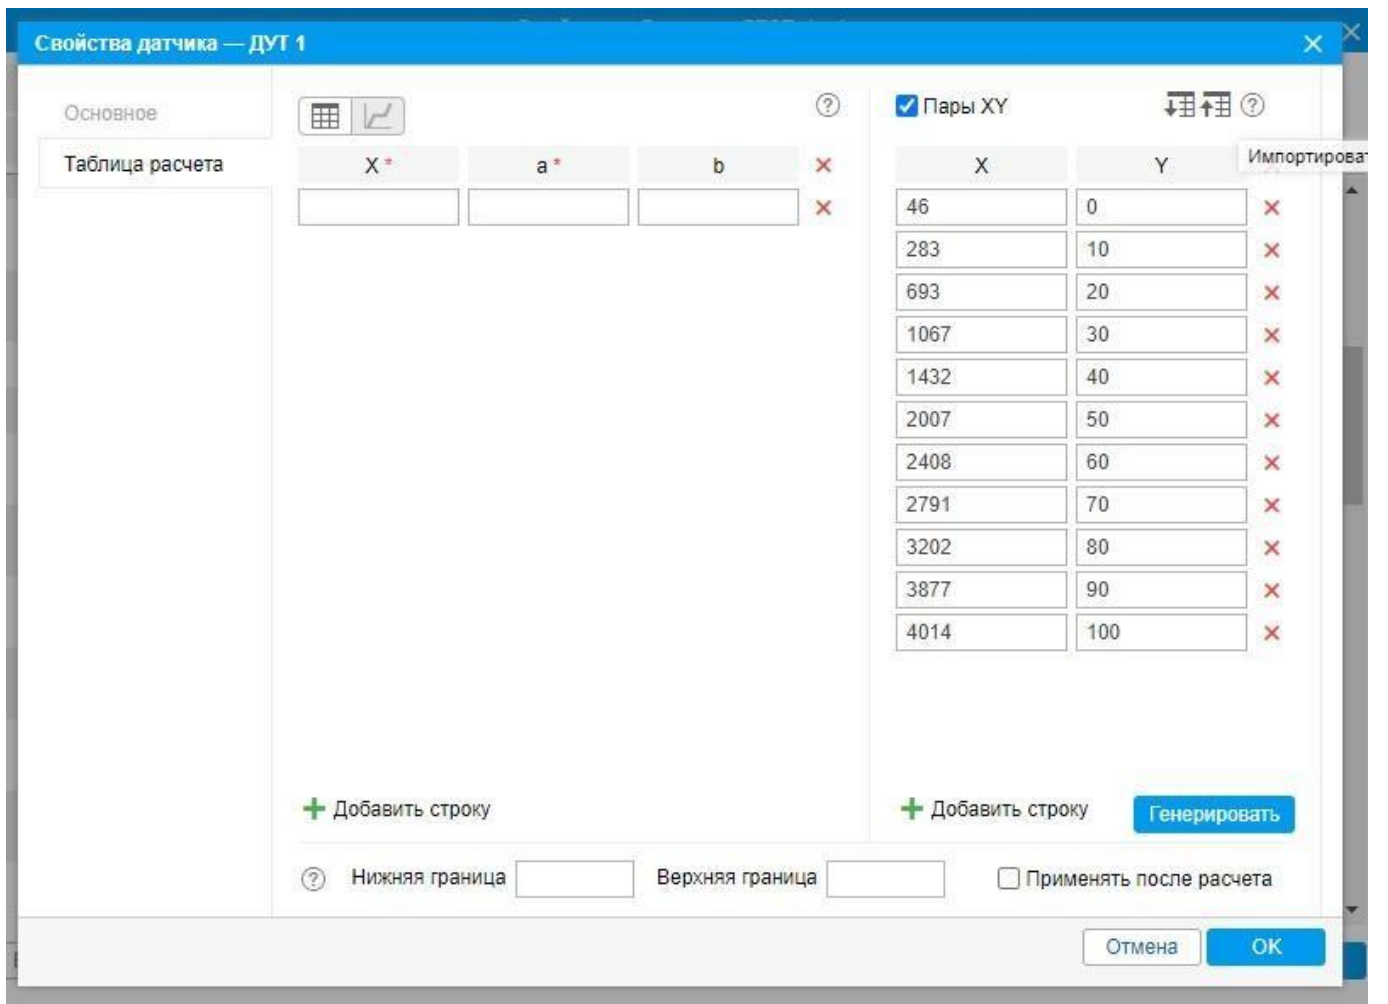 Свойства датчика — ДУТ 1
Основное
Таблица расчета
X * a * b
Добавить строку
Пары XY
Импортироват
X Y
46 0
283 10
693 20
1067 30
1432 40
2007 50
2408 60
2791 70
3202 80
3877 90
4014 100
Добавить строку Генерировать
Нижняя граница Верхняя граница Применять после расчета
Отмена OK